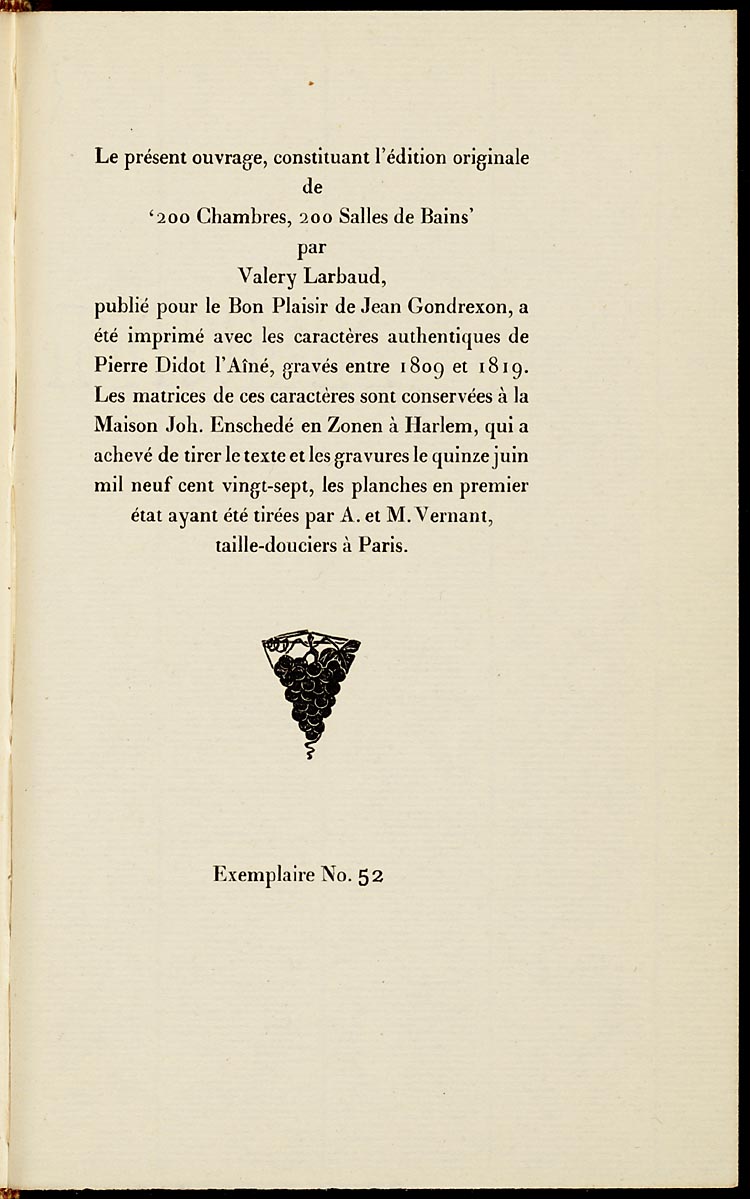 Le présent ouvrage, constituant l'édition originale
de
‘200 Chambres, 200 Salles de Bains’
par
Valery Larbaud,
publié pour le Bon Plaisir de Jean Gondrexon, a
été imprimé avec les caractères authentiques de
Pierre Didot l'Aîné, gravés entre 1809 et 1819.
Les matrices de ces caractères sont conservées à la
Maison Joh. Enschedé en Zonen à Harlem, qui a
achevé de tirer le texte et les gravures le quinze juin
mil neuf cent vingt-sept, les planches en premier
état ayant été tirées par A. et M. Vernant,
taille-douciers à Paris.
Exemplaire No. 52